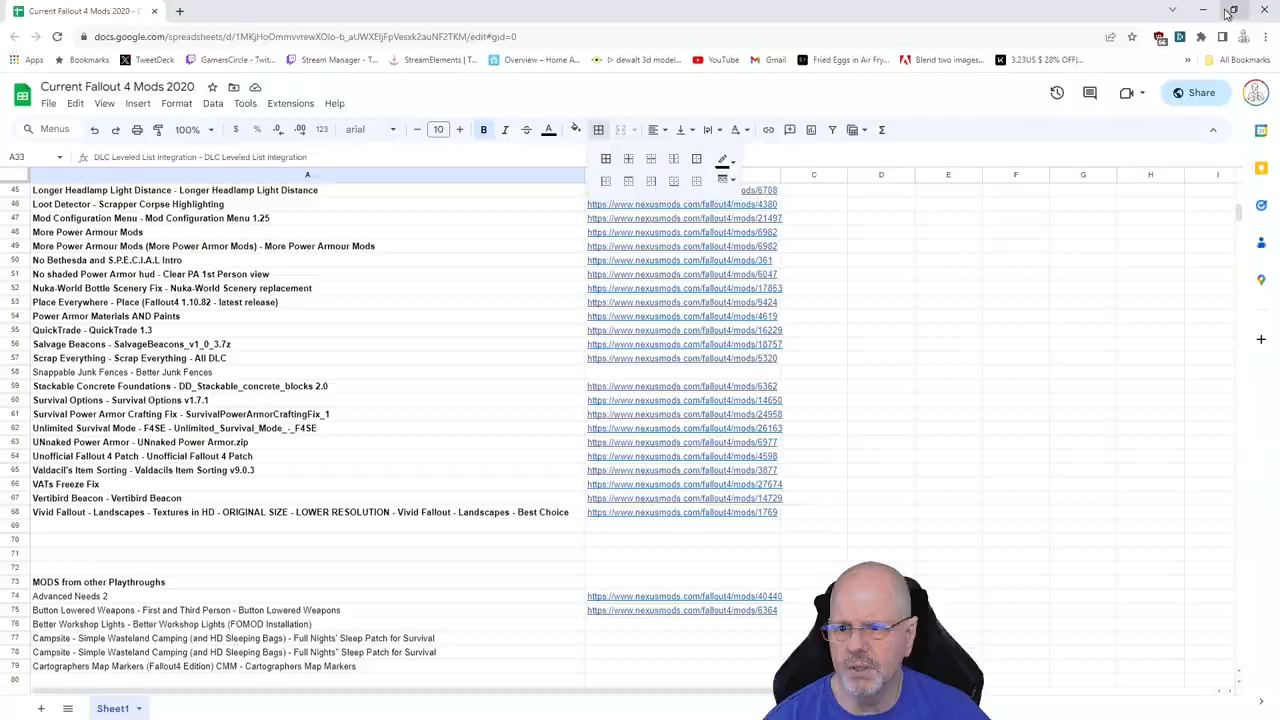 Current Fallout 4 Mods 2020 - G
docs.google.com/spreadsheets/d/1MKjHoOmmvvrewXOlo-b_aUWXEIjFpVesxk2auNF2TKM/edit#gid=0
Apps Bookmarks TweetDeck GamersCircle - Twit... Stream Manager - T... StreamElements - T... Overview – Home A... dewalt 3d model... YouTube Gmail Fried Eggs in Air Fry... Blend two images... 3.23US $ 28% OFF|... » All Bookmarks
Current Fallout 4 Mods 2020
File Edit View Insert Format Data Tools Extensions Help
Share
Menus 100% $ % .0 .00 123 arial 10 B I A Σ
A33 fx DLC Leveled List Integration - DLC Leveled List Integration
A C D E F G H I
45 Longer Headlamp Light Distance - Longer Headlamp Light Distance ods/6708
46 Loot Detector - Scrapper Corpse Highlighting https://www.nexusmods.com/fallout4/mods/4380
47 Mod Configuration Menu - Mod Configuration Menu 1.25 https://www.nexusmods.com/fallout4/mods/21497
48 More Power Armour Mods https://www.nexusmods.com/fallout4/mods/6982
49 More Power Armour Mods (More Power Armor Mods) - More Power Armour Mods https://www.nexusmods.com/fallout4/mods/6982
50 No Bethesda and S.P.E.C.I.A.L Intro https://www.nexusmods.com/fallout4/mods/361
51 No shaded Power Armor hud - Clear PA 1st Person view https://www.nexusmods.com/fallout4/mods/6047
52 Nuka-World Bottle Scenery Fix - Nuka-World Scenery replacement https://www.nexusmods.com/fallout4/mods/17853
53 Place Everywhere - Place (Fallout4 1.10.82 - latest release) https://www.nexusmods.com/fallout4/mods/9424
54 Power Armor Materials AND Paints https://www.nexusmods.com/fallout4/mods/4619
55 QuickTrade - QuickTrade 1.3 https://www.nexusmods.com/fallout4/mods/16229
56 Salvage Beacons - SalvageBeacons_v1_0_3.7z https://www.nexusmods.com/fallout4/mods/18757
57 Scrap Everything - Scrap Everything - All DLC https://www.nexusmods.com/fallout4/mods/5320
58 Snappable Junk Fences - Better Junk Fences
59 Stackable Concrete Foundations - DD_Stackable_concrete_blocks 2.0 https://www.nexusmods.com/fallout4/mods/6362
60 Survival Options - Survival Options v1.7.1 https://www.nexusmods.com/fallout4/mods/14650
61 Survival Power Armor Crafting Fix - SurvivalPowerArmorCraftingFix_1 https://www.nexusmods.com/fallout4/mods/24958
62 Unlimited Survival Mode - F4SE - Unlimited_Survival_Mode_-_F4SE https://www.nexusmods.com/fallout4/mods/26163
63 UNnaked Power Armor - UNnaked Power Armor.zip https://www.nexusmods.com/fallout4/mods/6977
64 Unofficial Fallout 4 Patch - Unofficial Fallout 4 Patch https://www.nexusmods.com/fallout4/mods/4598
65 Valdacil's Item Sorting - Valdacils Item Sorting v9.0.3 https://www.nexusmods.com/fallout4/mods/3877
66 VATs Freeze Fix https://www.nexusmods.com/fallout4/mods/27674
67 Vertibird Beacon - Vertibird Beacon https://www.nexusmods.com/fallout4/mods/14729
68 Vivid Fallout - Landscapes - Textures in HD - ORIGINAL SIZE - LOWER RESOLUTION - Vivid Fallout - Landscapes - Best Choice https://www.nexusmods.com/fallout4/mods/1769
69
70
71
72
73 MODS from other Playthroughs
74 Advanced Needs 2 https://www.nexusmods.com/fallout4/mods/40440
75 Button Lowered Weapons - First and Third Person - Button Lowered Weapons https://www.nexusmods.com/fallout4/mods/6364
76 Better Workshop Lights - Better Workshop Lights (FOMOD Installation)
77 Campsite - Simple Wasteland Camping (and HD Sleeping Bags) - Full Nights' Sleep Patch for Survival
78 Campsite - Simple Wasteland Camping (and HD Sleeping Bags) - Full Nights'' Sleep Patch for Survival
79 Cartographers Map Markers (Fallout4 Edition) CMM - Cartographers Map Markers
80
Sheet1